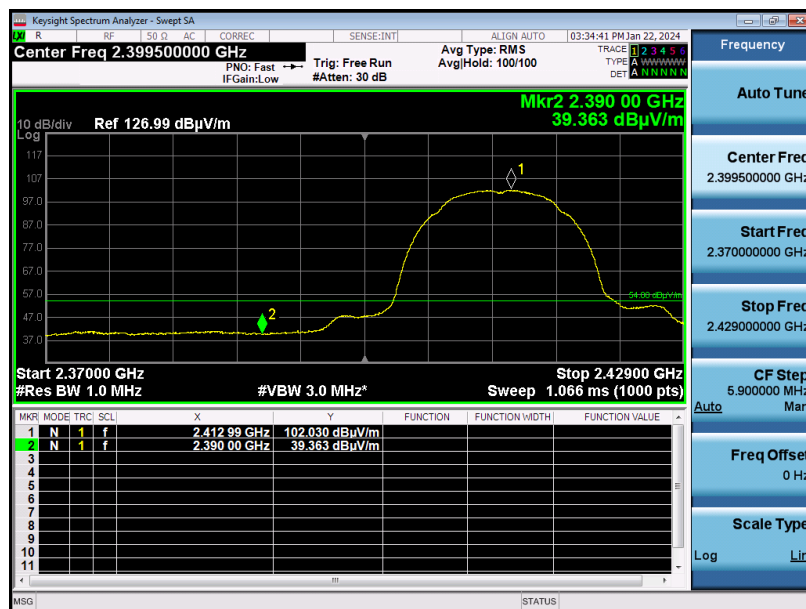 Keysight Spectrum Analyzer - Swept SA
LXI R RF 50 Ω AC CORREC SENSE:INT ALIGN AUTO 03:34:41 PM Jan 22, 2024
Center Freq 2.399500000 GHz
PNO: Fast
IFGain:Low
Trig: Free Run
#Atten: 30 dB
Avg Type: RMS
Avg|Hold: 100/100
TRACE 1 2 3 4 5 6
TYPE A WWWWW
DET A N N N N N
Mkr2 2.390 00 GHz
39.363 dBµV/m
10 dB/div Ref 126.99 dBµV/m
Log
117
107
97.0
87.0
77.0
67.0
57.0
47.0
37.0
1
2
54.00 dBµV/m
Start 2.37000 GHz Stop 2.42900 GHz
#Res BW 1.0 MHz #VBW 3.0 MHz* Sweep 1.066 ms (1000 pts)
MKR MODE TRC SCL X Y FUNCTION FUNCTION WIDTH FUNCTION VALUE
1 N 1 f 2.412 99 GHz 102.030 dBµV/m
2 N 1 f 2.390 00 GHz 39.363 dBµV/m
3
4
5
6
7
8
9
10
11
MSG STATUS
Frequency
Auto Tune
Center Freq
2.399500000 GHz
Start Freq
2.370000000 GHz
Stop Freq
2.429000000 GHz
CF Step
5.900000 MHz
Auto Man
Freq Offset
0 Hz
Scale Type
Log Lin